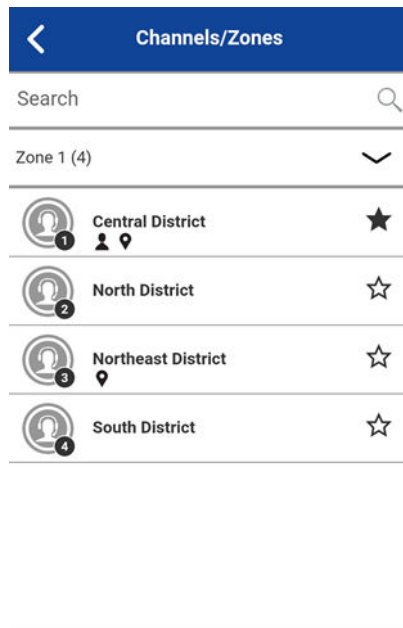 Channels/Zones
Search
Zone 1 (4)
1
Central District
2
North District
3
Northeast District
4
South District